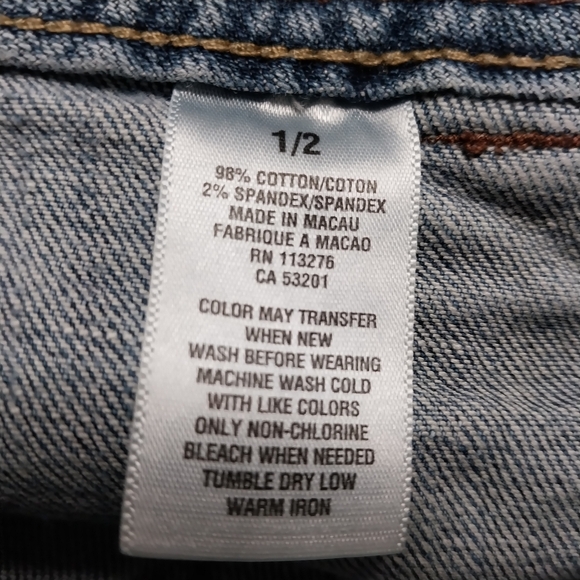 1/2
98% COTTON/COTON
2% SPANDEX/SPANDEX
MADE IN MACAU
FABRIQUE A MACAO
RN 113276
CA 53201
COLOR MAY TRANSFER
WHEN NEW
WASH BEFORE WEARING
MACHINE WASH COLD
WITH LIKE COLORS
ONLY NON-CHLORINE
BLEACH WHEN NEEDED
TUMBLE DRY LOW
WARM IRON